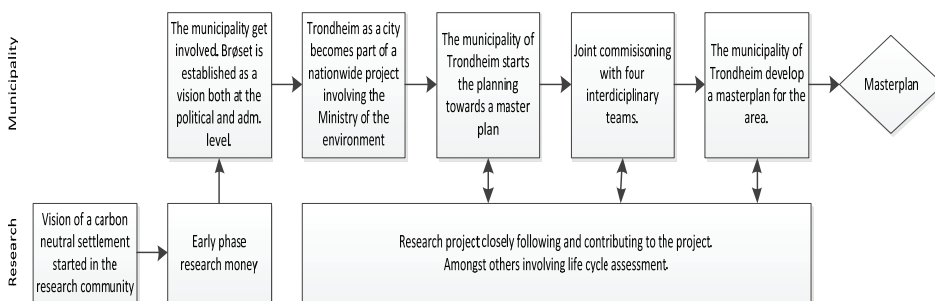 Municipality
The municipality get
involved. Brøset is
established as a
vision both at the
political and adm.
level.
Trondheim as a city
becomes part of a
nationwide project
involving the
Ministry of the
environment
The municipality of
Trondheim starts
the planning
towards a master
plan
Joint commisisoning
with four
interdiciplinary
teams.
The municipality of
Trondheim develop
a masterplan for the
area.
Masterplan
Research
Vision of a carbon
neutral settlement
started in the
research community
Early phase
research money
Research project closely following and contributing to the project.
Amongst others involving life cycle assessment.